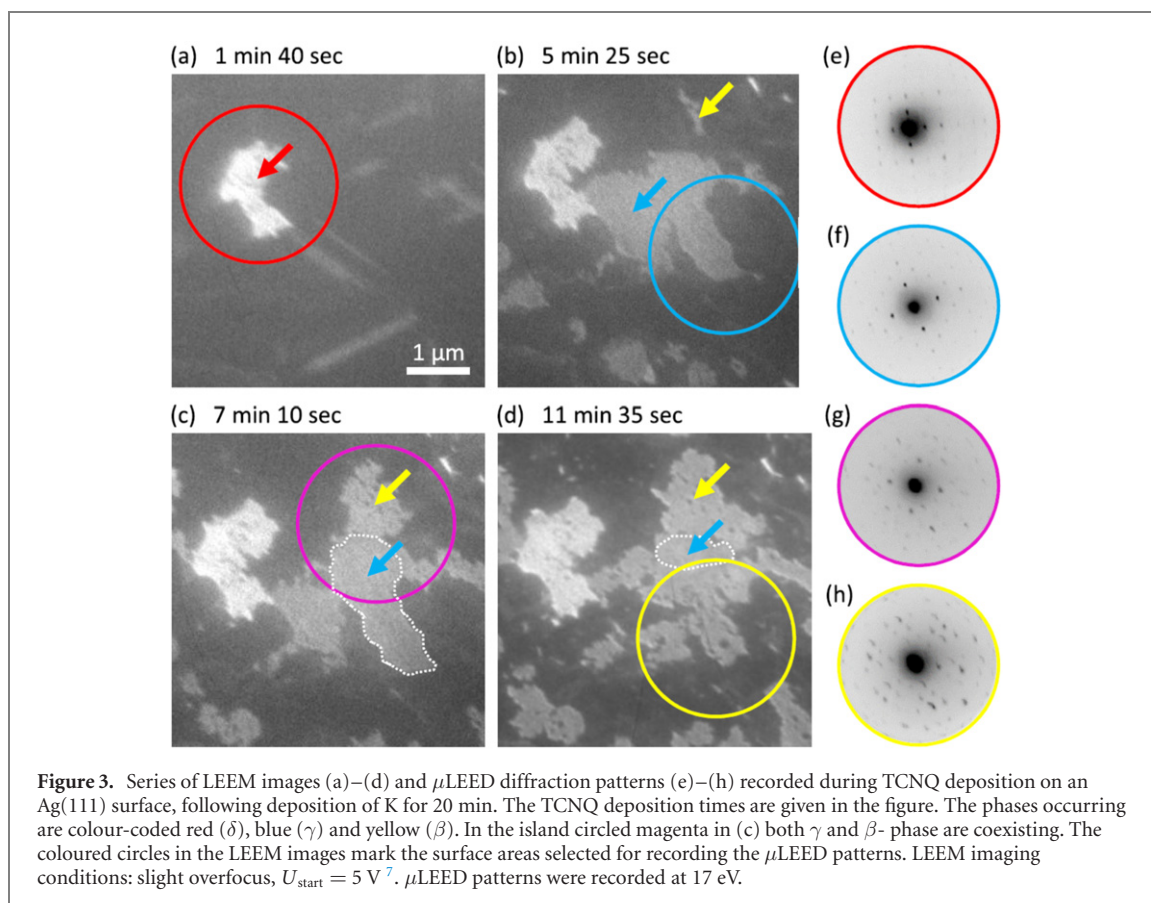 (a) 1 min 40 sec
(b) 5 min 25 sec
(e)
1 μm
(f)
(c) 7 min 10 sec
(d) 11 min 35 sec
(g)
(h)
Figure 3. Series of LEEM images (a)–(d) and μLEED diffraction patterns (e)–(h) recorded during TCNQ deposition on an
Ag(111) surface, following deposition of K for 20 min. The TCNQ deposition times are given in the figure. The phases occurring
are colour-coded red (δ), blue (γ) and yellow (β). In the island circled magenta in (c) both γ and β- phase are coexisting. The
coloured circles in the LEEM images mark the surface areas selected for recording the μLEED patterns. LEEM imaging
conditions: slight overfocus, Ustart = 5 V 7. μLEED patterns were recorded at 17 eV.